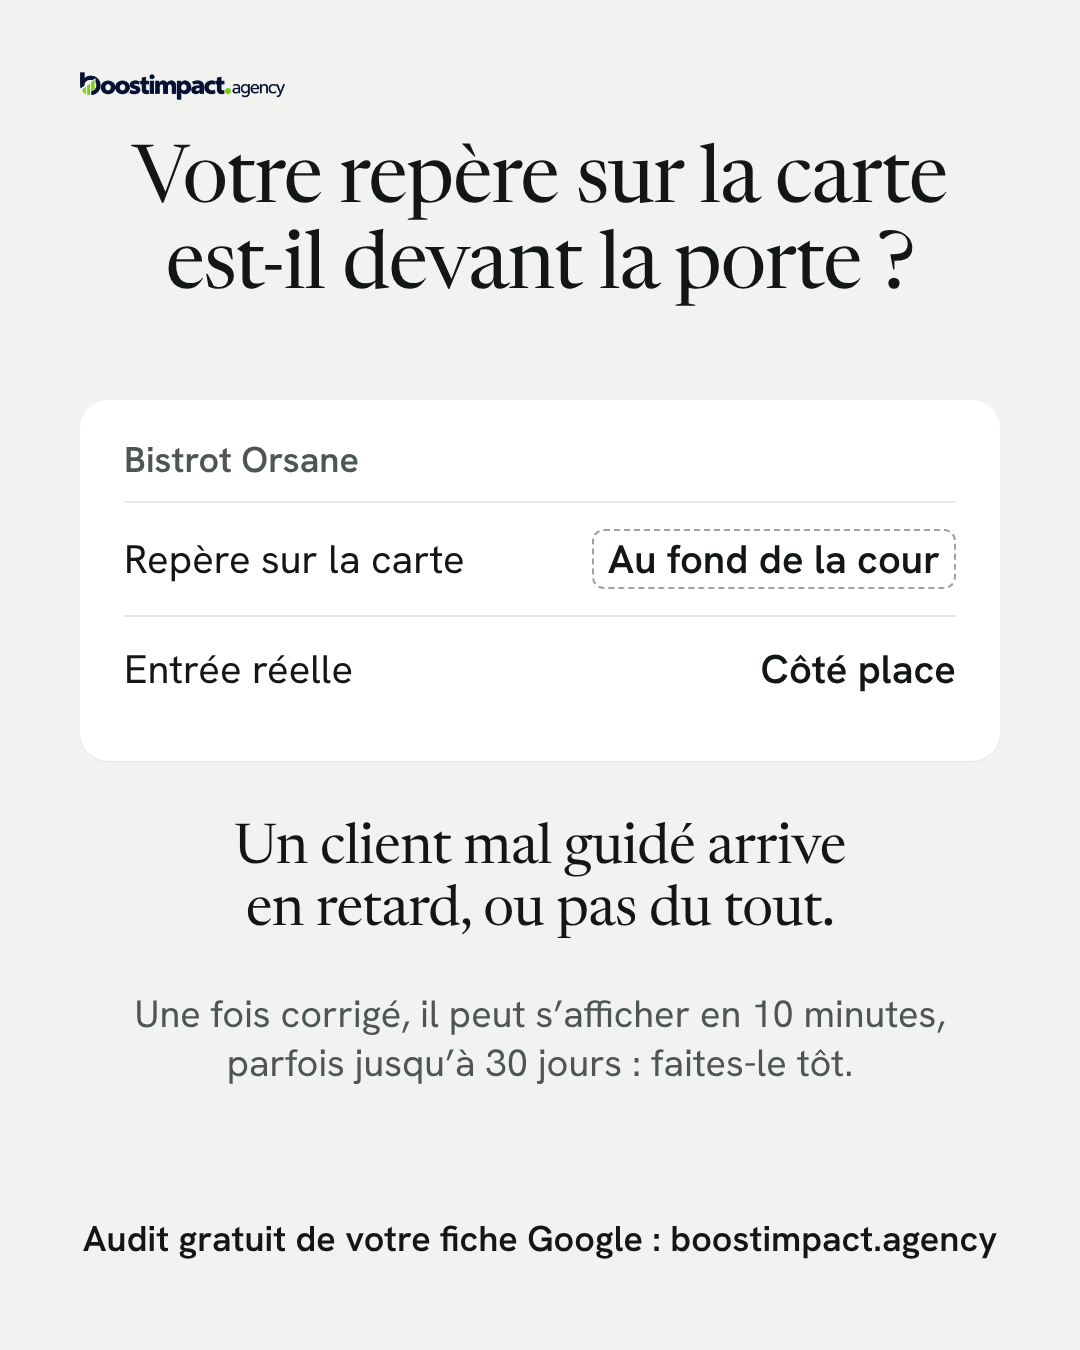 boostimpact.agency
Votre repère sur la carte
est-il devant la porte ?
Bistrot Orsane
Repère sur la carte
Au fond de la cour
Entrée réelle
Côté place
Un client mal guidé arrive
en retard, ou pas du tout.
Une fois corrigé, il peut s’afficher en 10 minutes,
parfois jusqu’à 30 jours : faites-le tôt.
Audit gratuit de votre fiche Google : boostimpact.agency